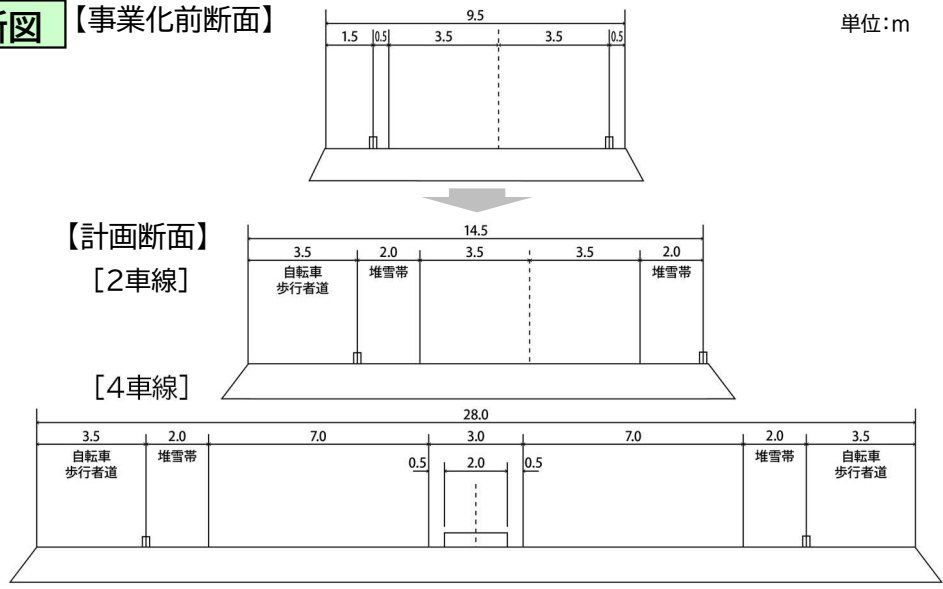 断図
【事業化前断面】
単位:m
9.5
1.5 0.5 3.5 3.5 0.5
【計画断面】
[2車線]
14.5
3.5 2.0 3.5 3.5 2.0
自転車
歩行者道
堆雪帯
堆雪帯
[4車線]
28.0
3.5 2.0 7.0 3.0 7.0 2.0 3.5
自転車
歩行者道
堆雪帯
堆雪帯
自転車
歩行者道
0.5 2.0 0.5